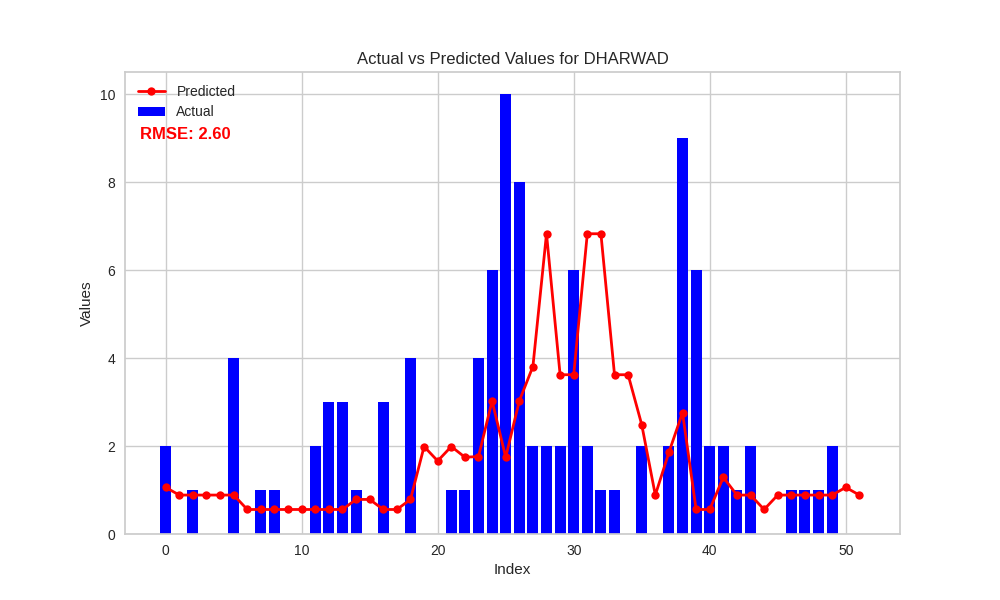 Actual vs Predicted Values for DHARWAD
Predicted
Actual
RMSE: 2.60
Values
10
8
6
4
2
0
0 10 20 30 40 50
Index